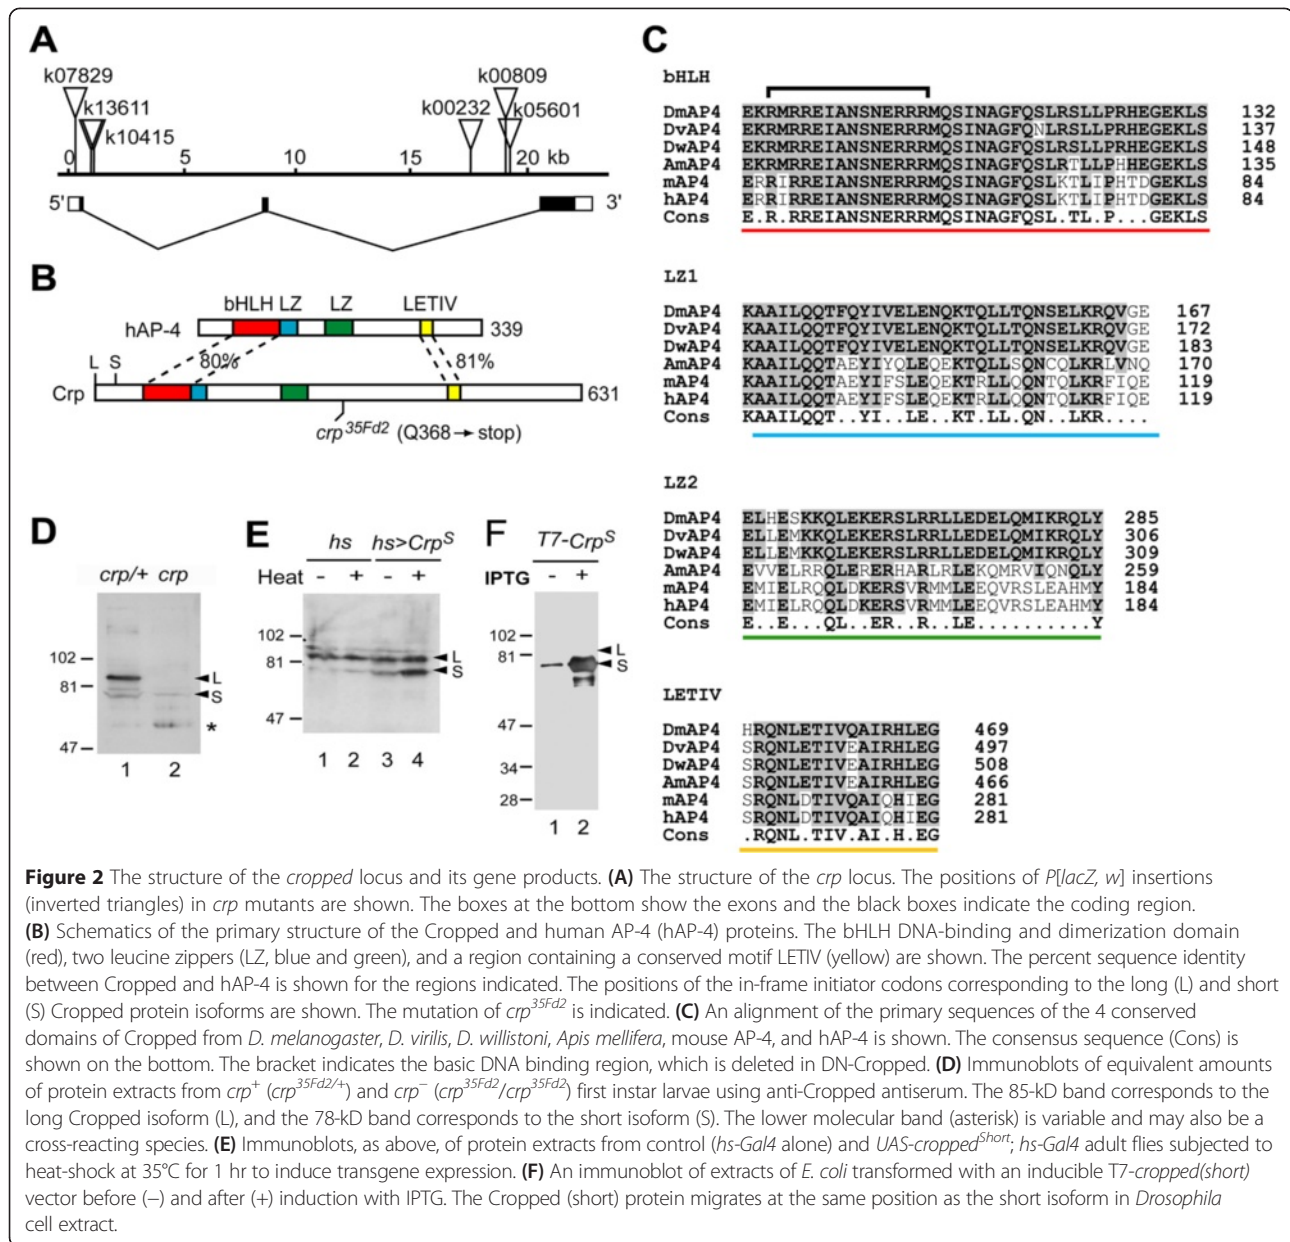 A
k07829
k13611
k10415
k00809
k00232
k05601
0 5 10 15 20 kb
5' 3'
B
bHLH LZ LZ LETIV
hAP-4 339
L S 80% 81%
Crp 631
crp35Fd2 (Q368 → stop)
C
bHLH
DmAP4 EKRMRREIANSNERRRMQSINAGFQSLRSLLPRHEGEKLS 132
DvAP4 EKRMRREIANSNERRRMQSINAGFQNLRSLLPRHEGEKLS 137
DwAP4 EKRMRREIANSNERRRMQSINAGFQSLRSLLPRHEGEKLS 148
AmAP4 EKRMRREIANSNERRRMQSINAGFQSLRTLLPHHEGEKLS 135
mAP4 ERRIRREIANSNERRRMQSINAGFQSLKTLIPHTDGEKLS 84
hAP4 ERRIRREIANSNERRRMQSINAGFQSLKTLIPHTDGEKLS 84
Cons E.R.RREIANSNERRRMQSINAGFQSL.TL.P...GEKLS
LZ1
DmAP4 KAAILQQTFQYIVELENQKTQLLTQNSELKRQVGE 167
DvAP4 KAAILQQTFQYIVELENQKTQLLTQNSELKRQVGE 172
DwAP4 KAAILQQTFQYIVELENQKTQLLTQNSELKRQVGE 183
AmAP4 KAAILQQTAEYIYQLEQEKTQLLSQNCQLKRLVNQ 170
mAP4 KAAILQQTAEYIFSLEQEKTRLLQQNTQLKRFIQE 119
hAP4 KAAILQQTAEYIFSLEQEKTRLLQQNTQLKRFIQE 119
Cons KAAILQQT..YI..LE..KT.LL.QN..LKR....
LZ2
DmAP4 ELHESKKQLEKERSLRRLLEDELQMIKRQLY 285
DvAP4 ELLEMKKQLEKERSLRRLLEDELQMIKRQLY 306
DwAP4 ELLEMKKQLEKERSLRRLLEDELQMIKRQLY 309
AmAP4 EVVELRRQLERERHARLRLEKQMRVIQNQLY 259
mAP4 EMIELRQQLDKERSVRMMLEEQVRSLEAHMY 184
hAP4 EMIELRQQLDKERSVRMMLEEQVRSLEAHMY 184
Cons E..E...QL..ER..R..LE..........Y
LETIV
DmAP4 HRQNLETIVQAIRHLEG 469
DvAP4 SRQNLETIVEAIRHLEG 497
DwAP4 SRQNLETIVEAIRHLEG 508
AmAP4 SRQNLETIVEAIRHLEG 466
mAP4 SRQNLDTIVQAIQHIEG 281
hAP4 SRQNLDTIVQAIQHIEG 281
Cons .RQNL.TIV.AI.H.EG
D
crp/+ crp
102
81
47
L
S
*
1 2
E
hs hs>CrpS
Heat - + - +
102
81
47
L
S
1 2 3 4
F
T7-CrpS
IPTG - +
102
81
47
34
28
L
S
1 2
Figure 2 The structure of the cropped locus and its gene products. (A) The structure of the crp locus. The positions of P[lacZ, w] insertions
(inverted triangles) in crp mutants are shown. The boxes at the bottom show the exons and the black boxes indicate the coding region.
(B) Schematics of the primary structure of the Cropped and human AP-4 (hAP-4) proteins. The bHLH DNA-binding and dimerization domain
(red), two leucine zippers (LZ, blue and green), and a region containing a conserved motif LETIV (yellow) are shown. The percent sequence identity
between Cropped and hAP-4 is shown for the regions indicated. The positions of the in-frame initiator codons corresponding to the long (L) and short
(S) Cropped protein isoforms are shown. The mutation of crp35Fd2 is indicated. (C) An alignment of the primary sequences of the 4 conserved
domains of Cropped from D. melanogaster, D. virilis, D. willistoni, Apis mellifera, mouse AP-4, and hAP-4 is shown. The consensus sequence (Cons) is
shown on the bottom. The bracket indicates the basic DNA binding region, which is deleted in DN-Cropped. (D) Immunoblots of equivalent amounts
of protein extracts from crp+ (crp35Fd2/+) and crp− (crp35Fd2/crp35Fd2) first instar larvae using anti-Cropped antiserum. The 85-kD band corresponds to the
long Cropped isoform (L), and the 78-kD band corresponds to the short isoform (S). The lower molecular band (asterisk) is variable and may also be a
cross-reacting species. (E) Immunoblots, as above, of protein extracts from control (hs-Gal4 alone) and UAS-croppedShort; hs-Gal4 adult flies subjected to
heat-shock at 35°C for 1 hr to induce transgene expression. (F) An immunoblot of extracts of E. coli transformed with an inducible T7-cropped(short)
vector before (−) and after (+) induction with IPTG. The Cropped (short) protein migrates at the same position as the short isoform in Drosophila
cell extract.